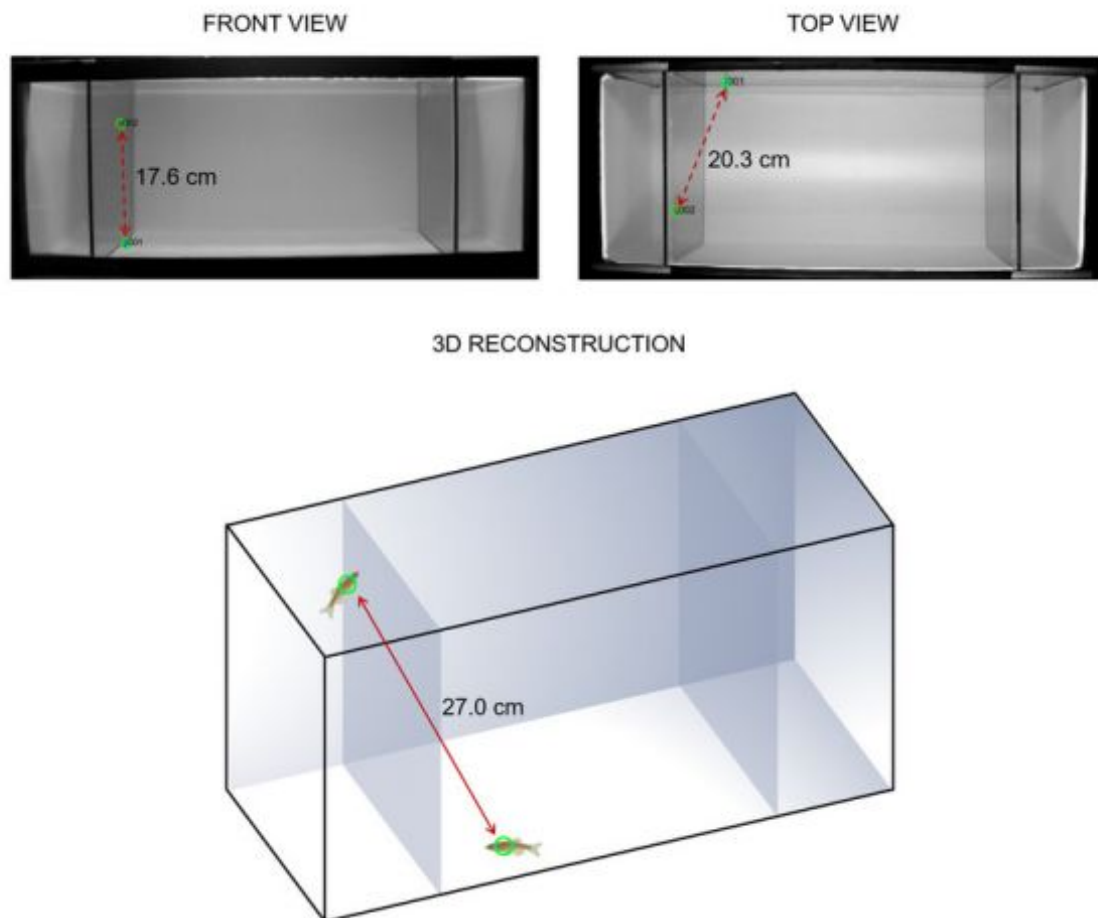 FRONT VIEW
TOP VIEW
17.6 cm
20.3 cm
3D RECONSTRUCTION
27.0 cm